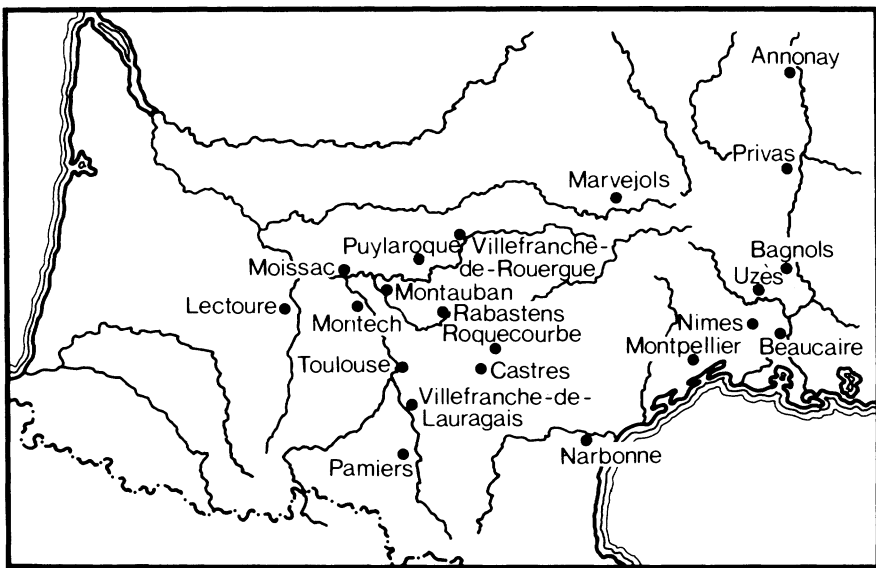 Annonay
Privas
Marvejols
Puylaroque
Villefranche-
de-Rouergue
Bagnols
Uzès
Moissac
Montauban
Lectoure
Montech
Rabastens
Roquecourbe
Nimes
Montpellier
Beaucaire
Toulouse
Castres
Villefranche-de-
Lauragais
Pamiers
Narbonne